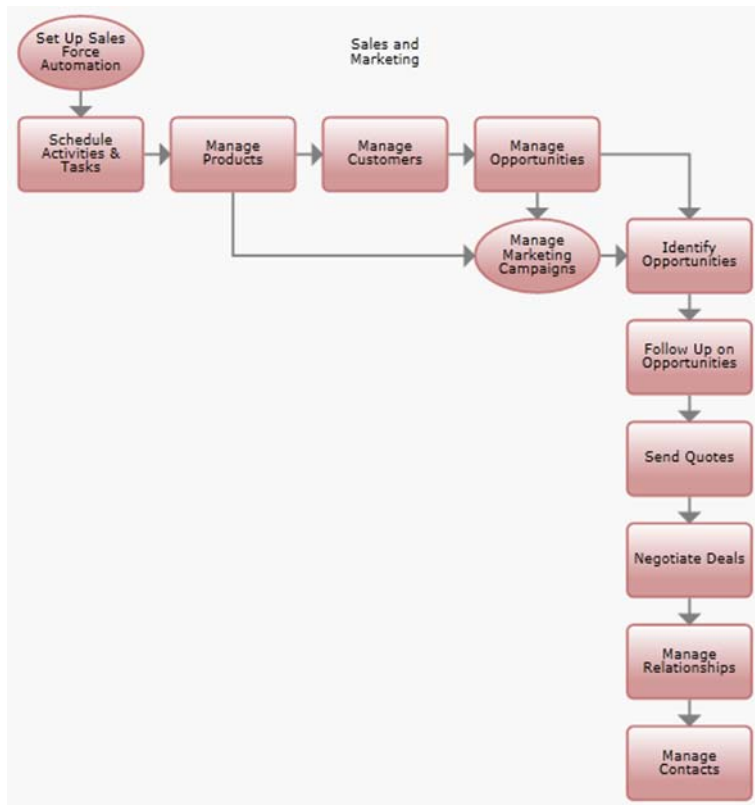 Set Up Sales
Force
Automation
Sales and
Marketing
Schedule
Activities &
Tasks
Manage
Products
Manage
Customers
Manage
Opportunities
Manage
Marketing
Campaigns
Identify
Opportunities
Follow Up on
Opportunities
Send Quotes
Negotiate Deals
Manage
Relationships
Manage
Contacts